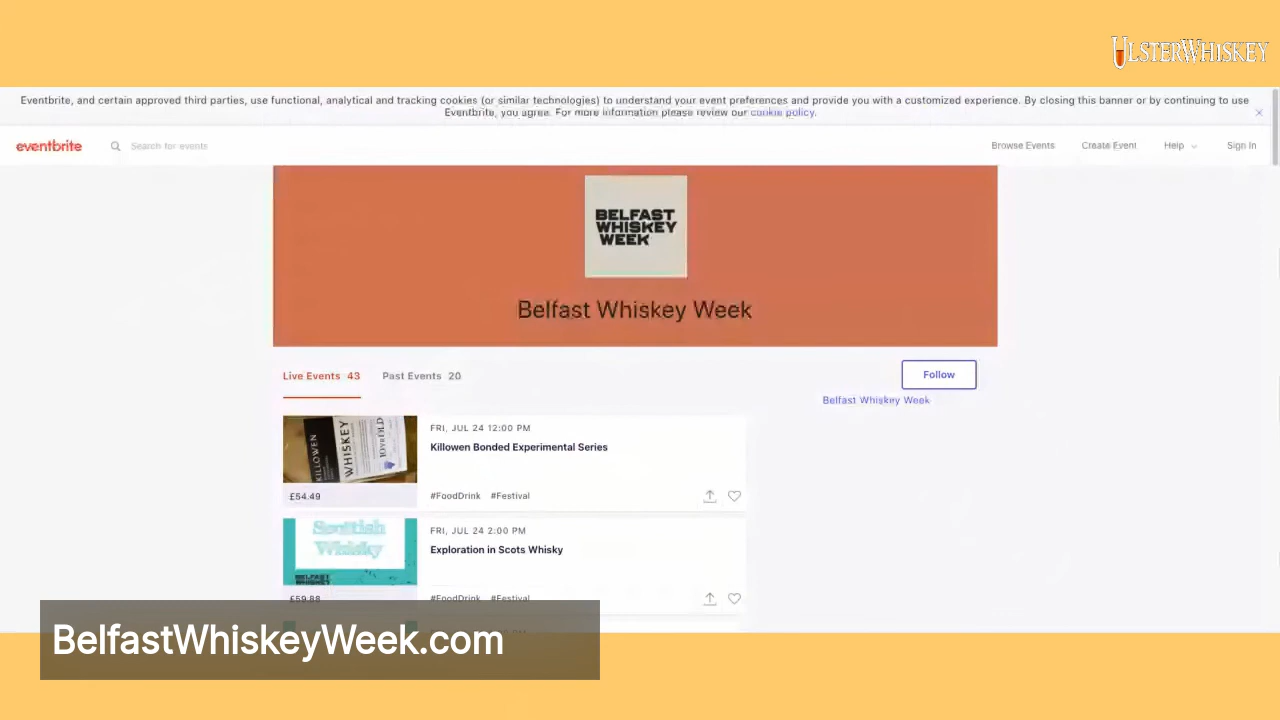 ULSTERWHISKEY
Eventbrite, and certain approved third parties, use functional, analytical and tracking cookies (or similar technologies) to understand your event preferences and provide you with a customized experience. By closing this banner or by continuing to use
Eventbrite, you agree. For more information please review our cookie policy.
eventbrite
Search for events
Browse Events
Create Event
Help
Sign In
BELFAST
WHISKEY
WEEK
Belfast Whiskey Week
Live Events 43
Past Events 20
Follow
Belfast Whiskey Week
KILLOWEN
WHISKEY
FRI, JUL 24 12:00 PM
Killowen Bonded Experimental Series
£54.49
#FoodDrink #Festival
Scottish
Whisky
BELFAST
FRI, JUL 24 2:00 PM
Exploration in Scots Whisky
£59.88
#FoodDrink #Festival
BelfastWhiskeyWeek.com